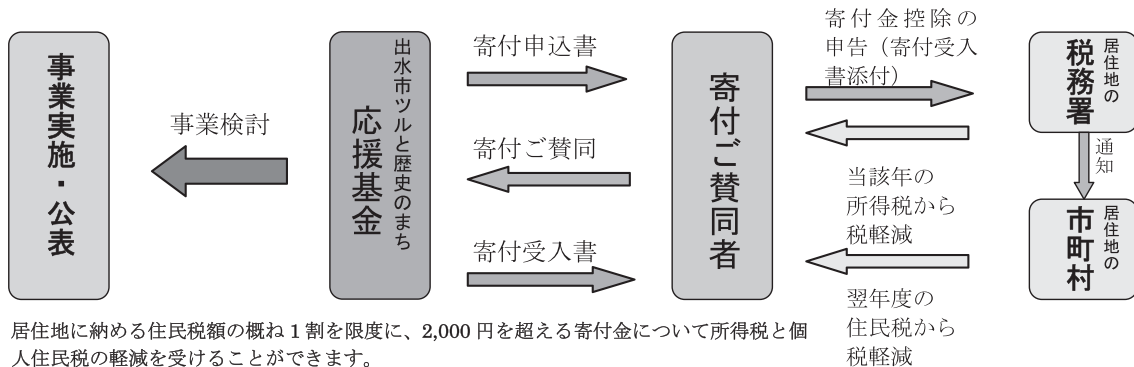 事業実施・公表
事業検討
出水市ツルと歴史のまち
応援基金
寄付申込書
寄付ご賛同
寄付受入書
寄付ご賛同者
寄付金控除の
申告（寄付受入
書添付）
当該年の
所得税から
税軽減
翌年度の
住民税から
税軽減
居住地の
税務署
通知
居住地の
市町村
居住地に納める住民税額の概ね1割を限度に、2,000円を超える寄付金について所得税と個
人住民税の軽減を受けることができます。